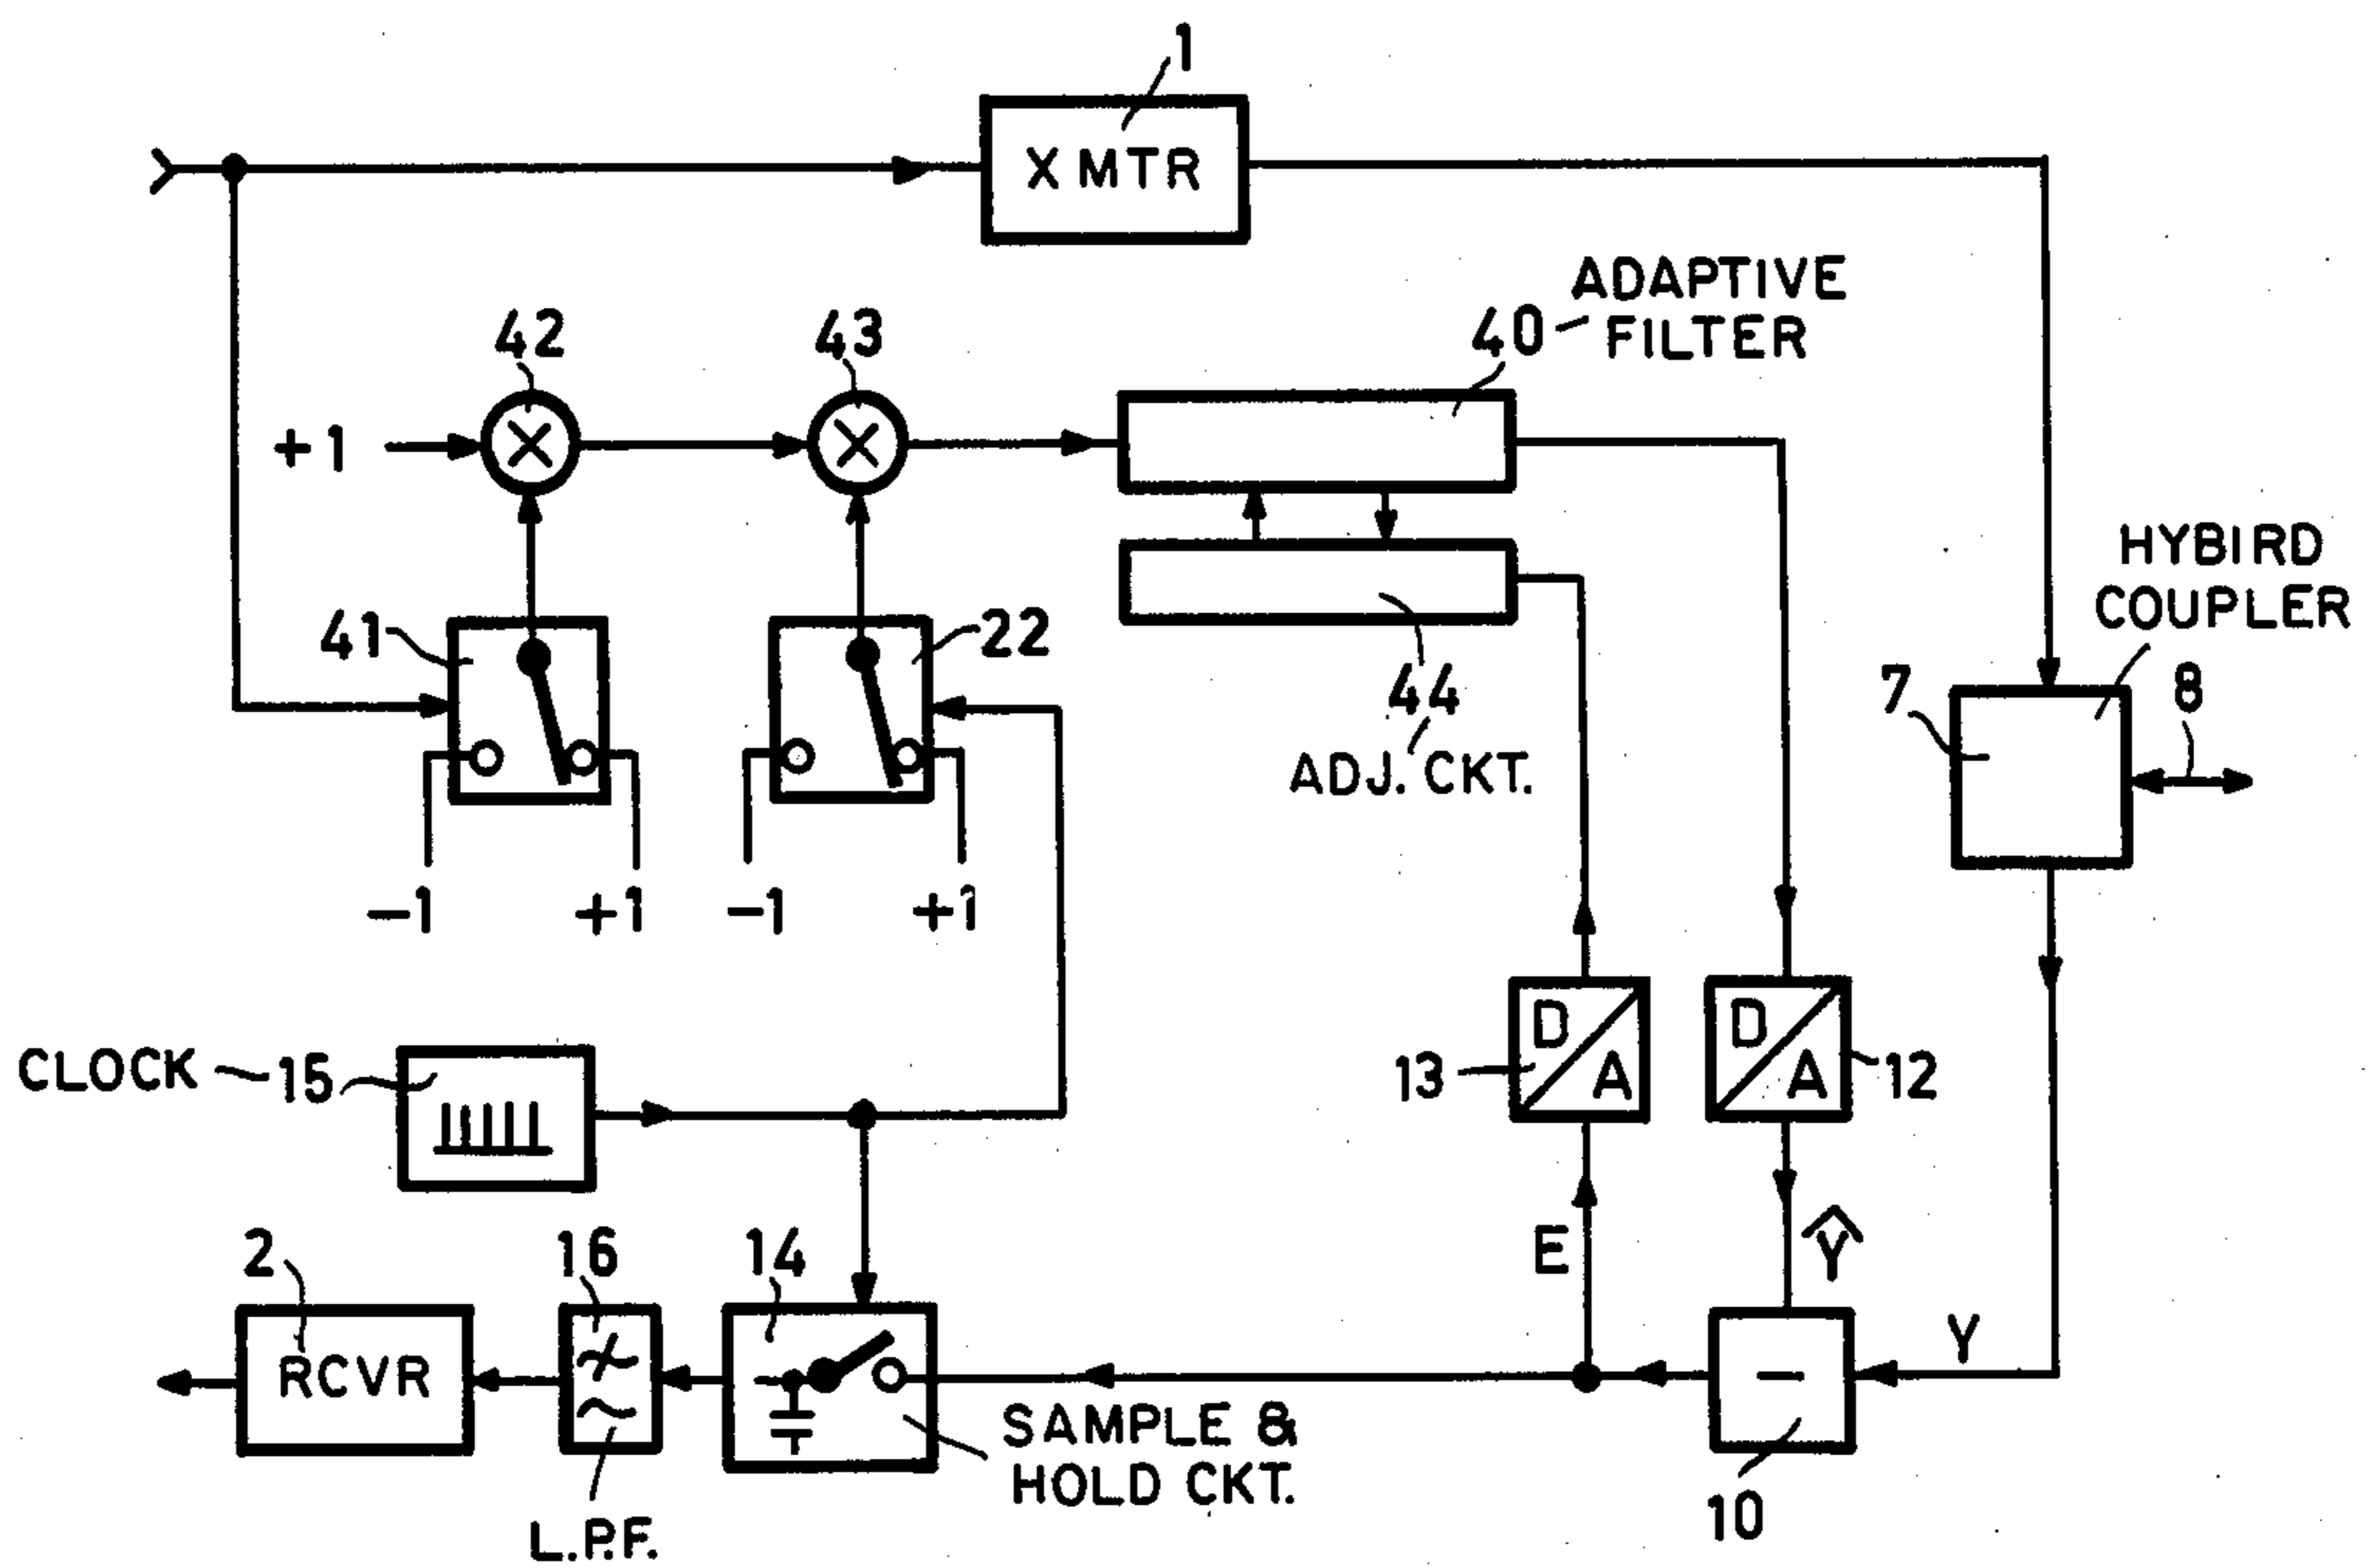 1
X MTR
ADAPTIVE
40 FILTER
42
43
+1
HYBIRD
COUPLER
41
22
44
7
8
ADJ. CKT.
-1
+1
-1
+1
D
A
D
A
CLOCK
15
13
12
2
16
14
E
Ŷ
Y
RCVR
-
SAMPLE &
HOLD CKT.
10
L.P.F.